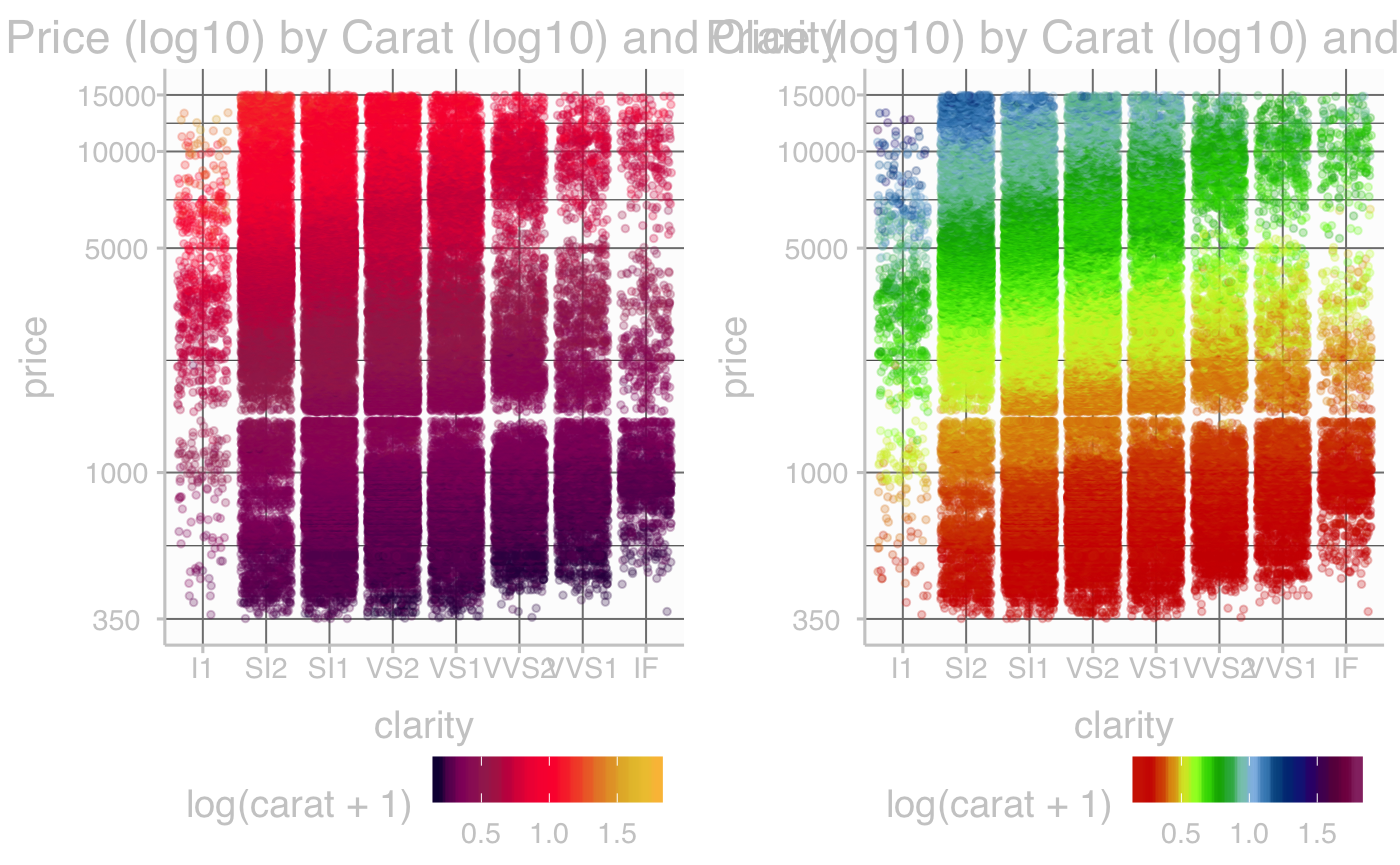 Price (log10) by Carat (log10) and Clarity
Price (log10) by Carat (log10) and
15000
10000
5000
1000
350
price
I1 SI2 SI1 VS2 VS1 VVS2 VVS1 IF
clarity
log(carat + 1)
0.5 1.0 1.5
15000
10000
5000
1000
350
price
I1 SI2 SI1 VS2 VS1 VVS2 VVS1 IF
clarity
log(carat + 1)
0.5 1.0 1.5